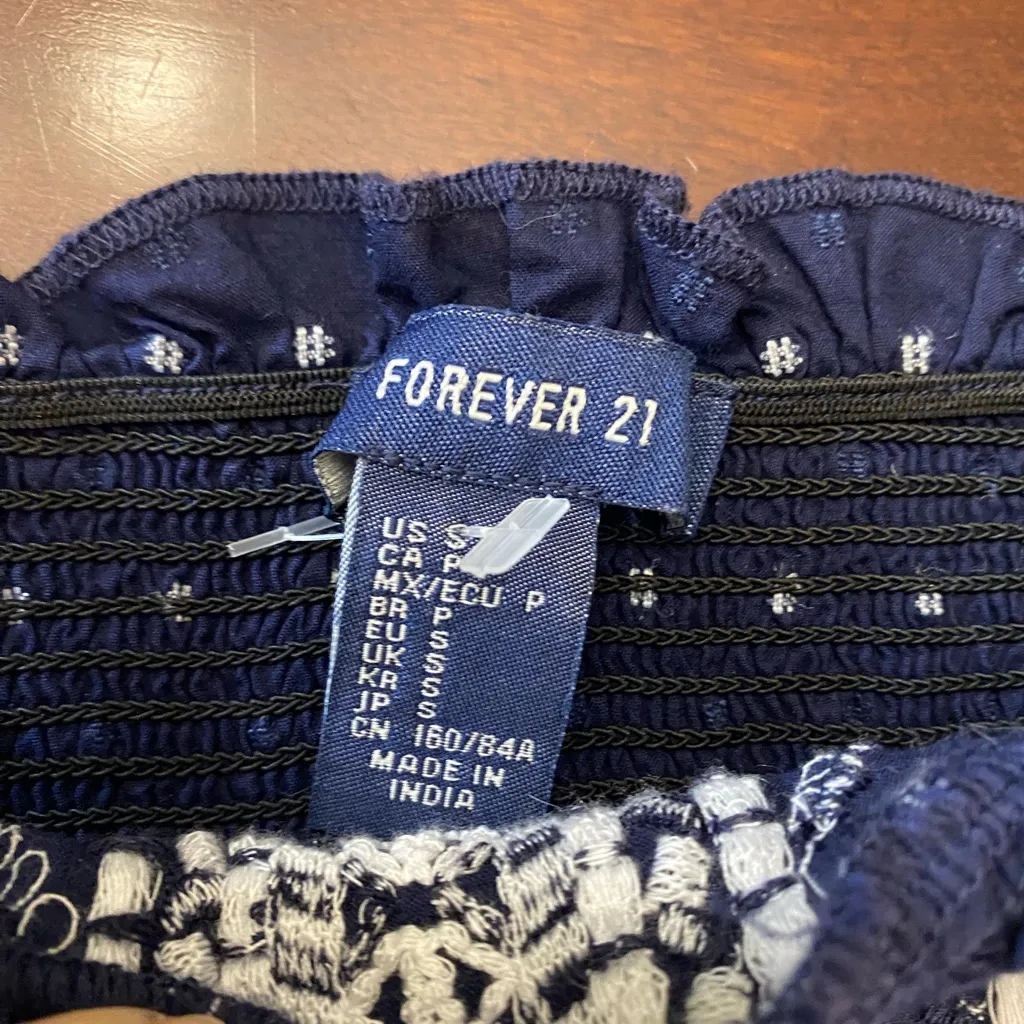 FOREVER 21
US S
CA P
MX/ECU P
BR P
EU S
UK S
KR S
JP S
CN 160/84A
MADE IN
INDIA